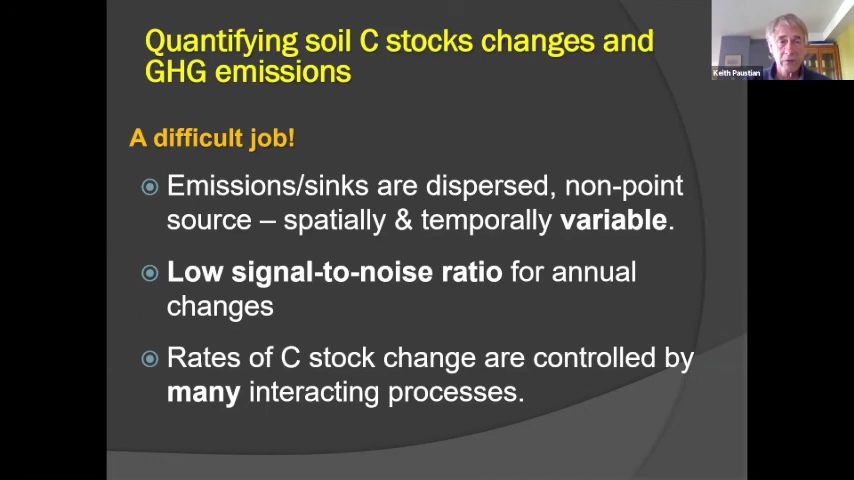 Quantifying soil C stocks changes and
GHG emissions
Keith Paustian
A difficult job!
Emissions/sinks are dispersed, non-point
source – spatially & temporally variable.
Low signal-to-noise ratio for annual
changes
Rates of C stock change are controlled by
many interacting processes.